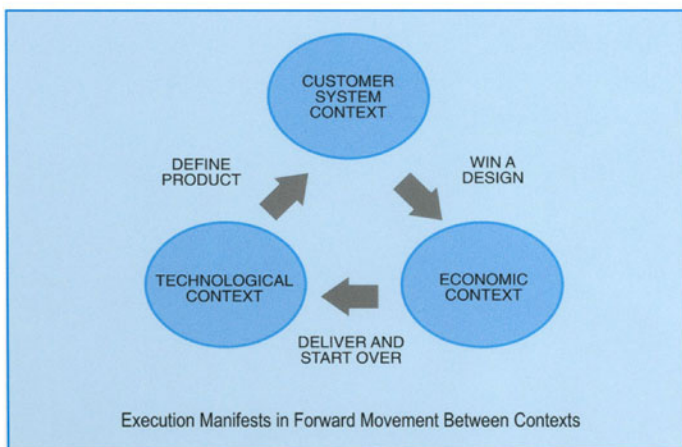 CUSTOMER
SYSTEM
CONTEXT
DEFINE
PRODUCT
WIN A
DESIGN
TECHNOLOGICAL
CONTEXT
ECONOMIC
CONTEXT
DELIVER AND
START OVER
Execution Manifests in Forward Movement Between Contexts